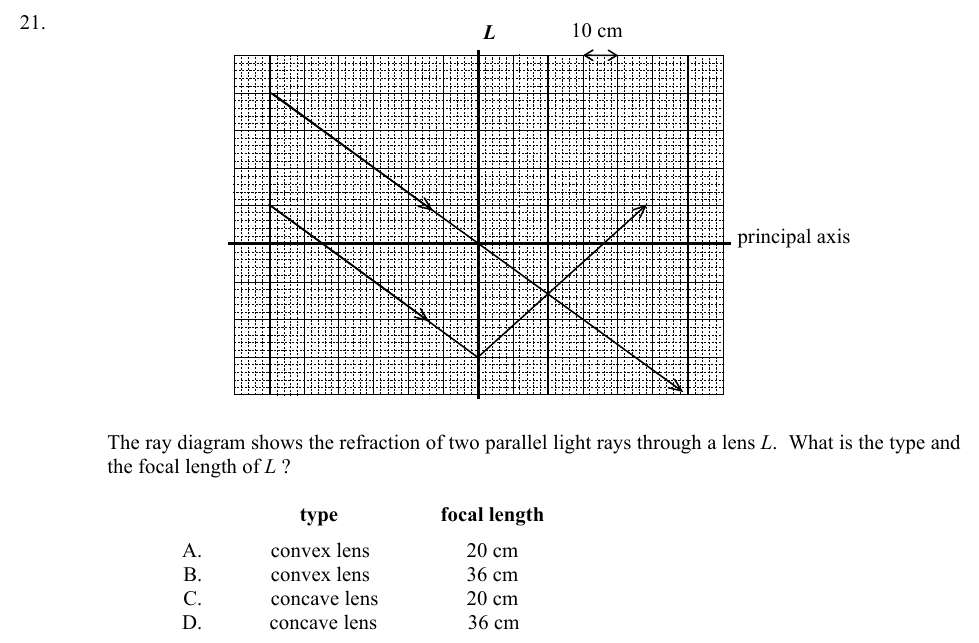 21.
L
10 cm
principal axis
The ray diagram shows the refraction of two parallel light rays through a lens L. What is the type and
the focal length of L ?
type focal length
A. convex lens 20 cm
B. convex lens 36 cm
C. concave lens 20 cm
D. concave lens 36 cm